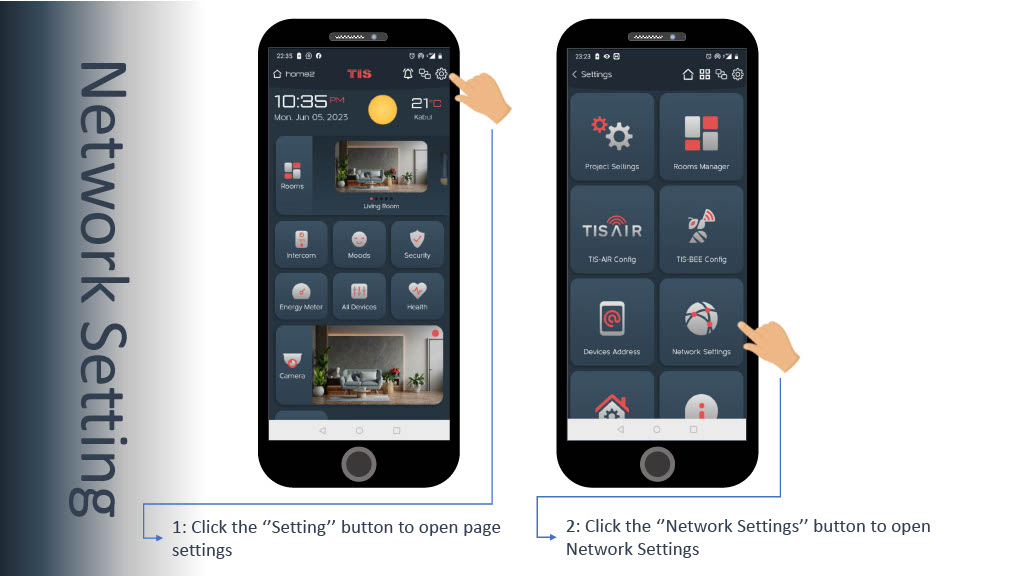 Network Setting
22:35
home2
TIS
10:35 PM
Mon. Jun 05, 2023
21°C
Kabul
Rooms
Living Room
Intercom
Moods
Security
Energy Meter
All Devices
Health
Camera
23:23
Settings
Project Settings
Rooms Manager
TISAIR
TIS-AIR Config
TIS-BEE Config
Devices Address
Network Settings
1: Click the ‘’Setting’’ button to open page
settings
2: Click the ‘’Network Settings’’ button to open
Network Settings